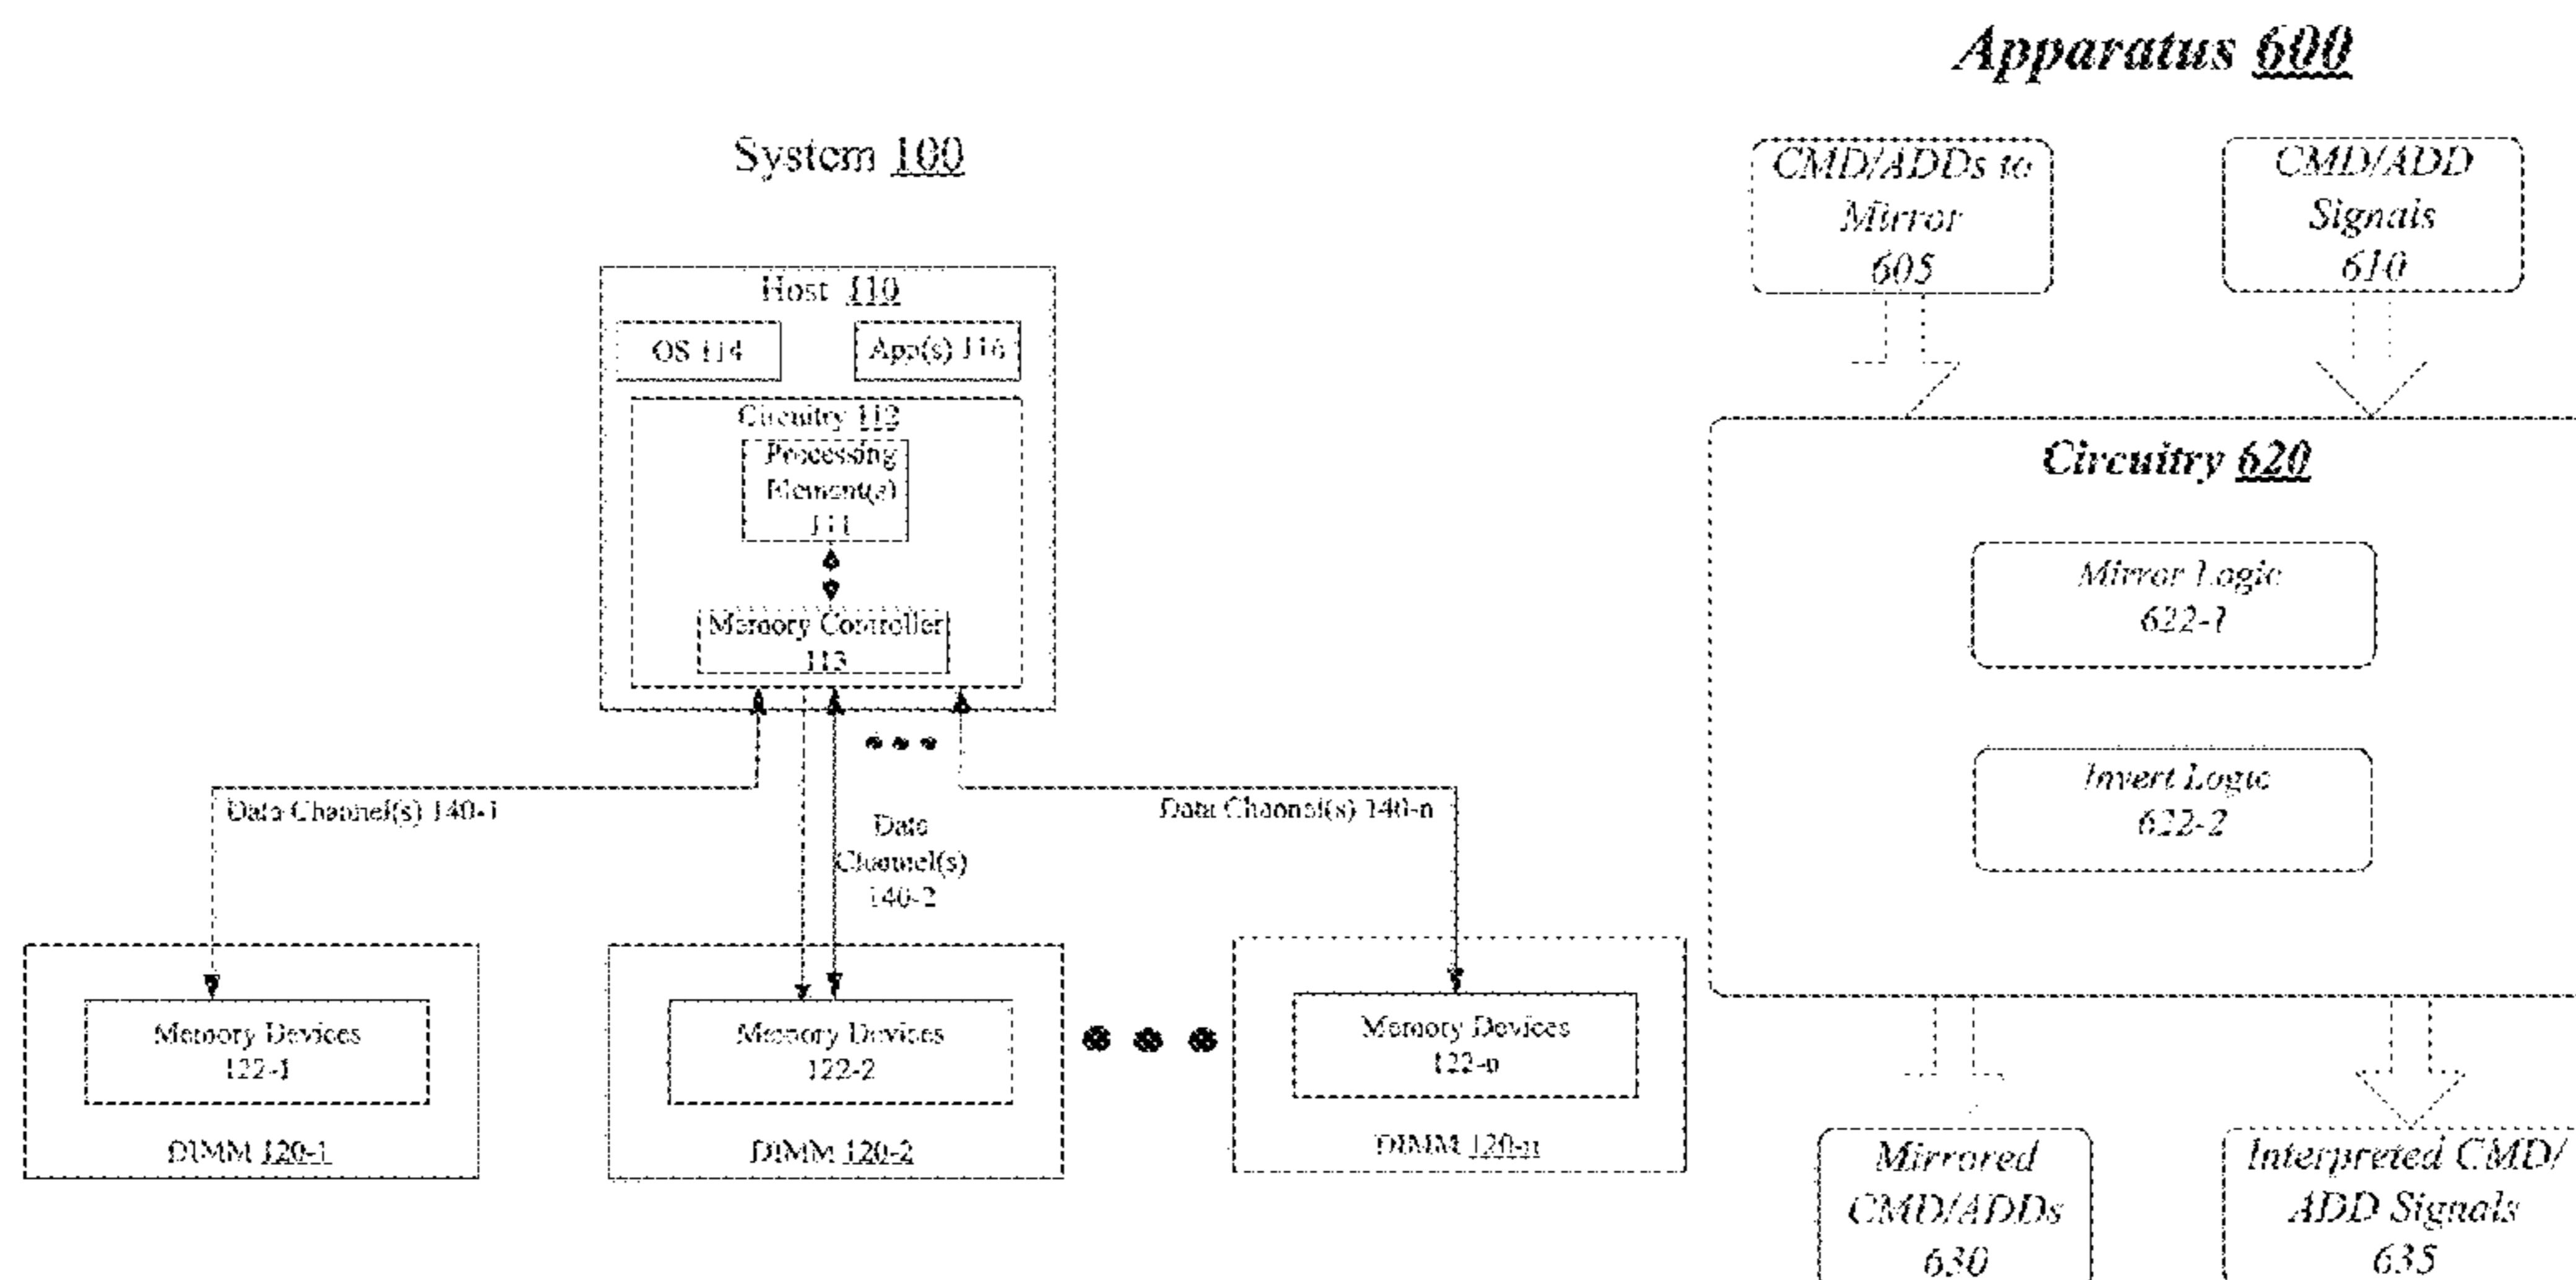 System 100
Host 110
OS 114
App(s) 116
Circuitry 112
Processing
Element(s)
111
Memory Controller
113
Data Channel(s) 140-1
Data
Channel(s)
140-2
Data Channel(s) 140-n
Memory Devices
122-1
DIMM 120-1
Memory Devices
122-2
DIMM 120-2
Memory Devices
122-n
DIMM 120-n
Apparatus 600
CMD/ADDs to
Mirror
605
CMD/ADD
Signals
610
Circuitry 620
Mirror Logic
622-1
Invert Logic
622-2
Mirrored
CMD/ADDs
630
Interpreted CMD/
ADD Signals
635